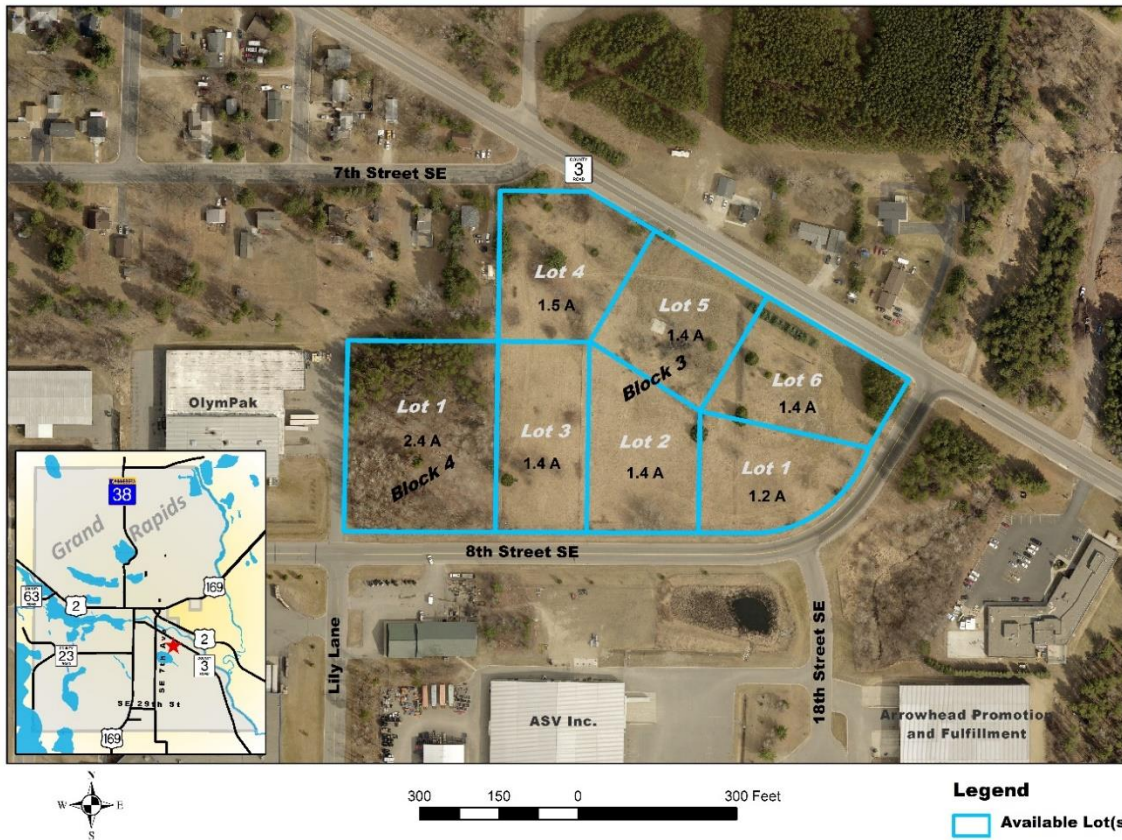 7th Street SE
COUNTY
3
ROAD
Lot 4
1.5 A
Lot 5
1.4 A
Block 3
Lot 6
1.4 A
OlymPak
Lot 1
2.4 A
Block 4
Lot 3
1.4 A
Lot 2
1.4 A
Lot 1
1.2 A
8th Street SE
Lily Lane
18th Street SE
ASV Inc.
Arrowhead Promotion
and Fulfillment
38
Grand Rapids
63
2
169
2
23
COUNTY
3
ROAD
SE 7th Ave
SE 29th St
169
N
W E
S
300 150 0 300 Feet
Legend
Available Lot(s